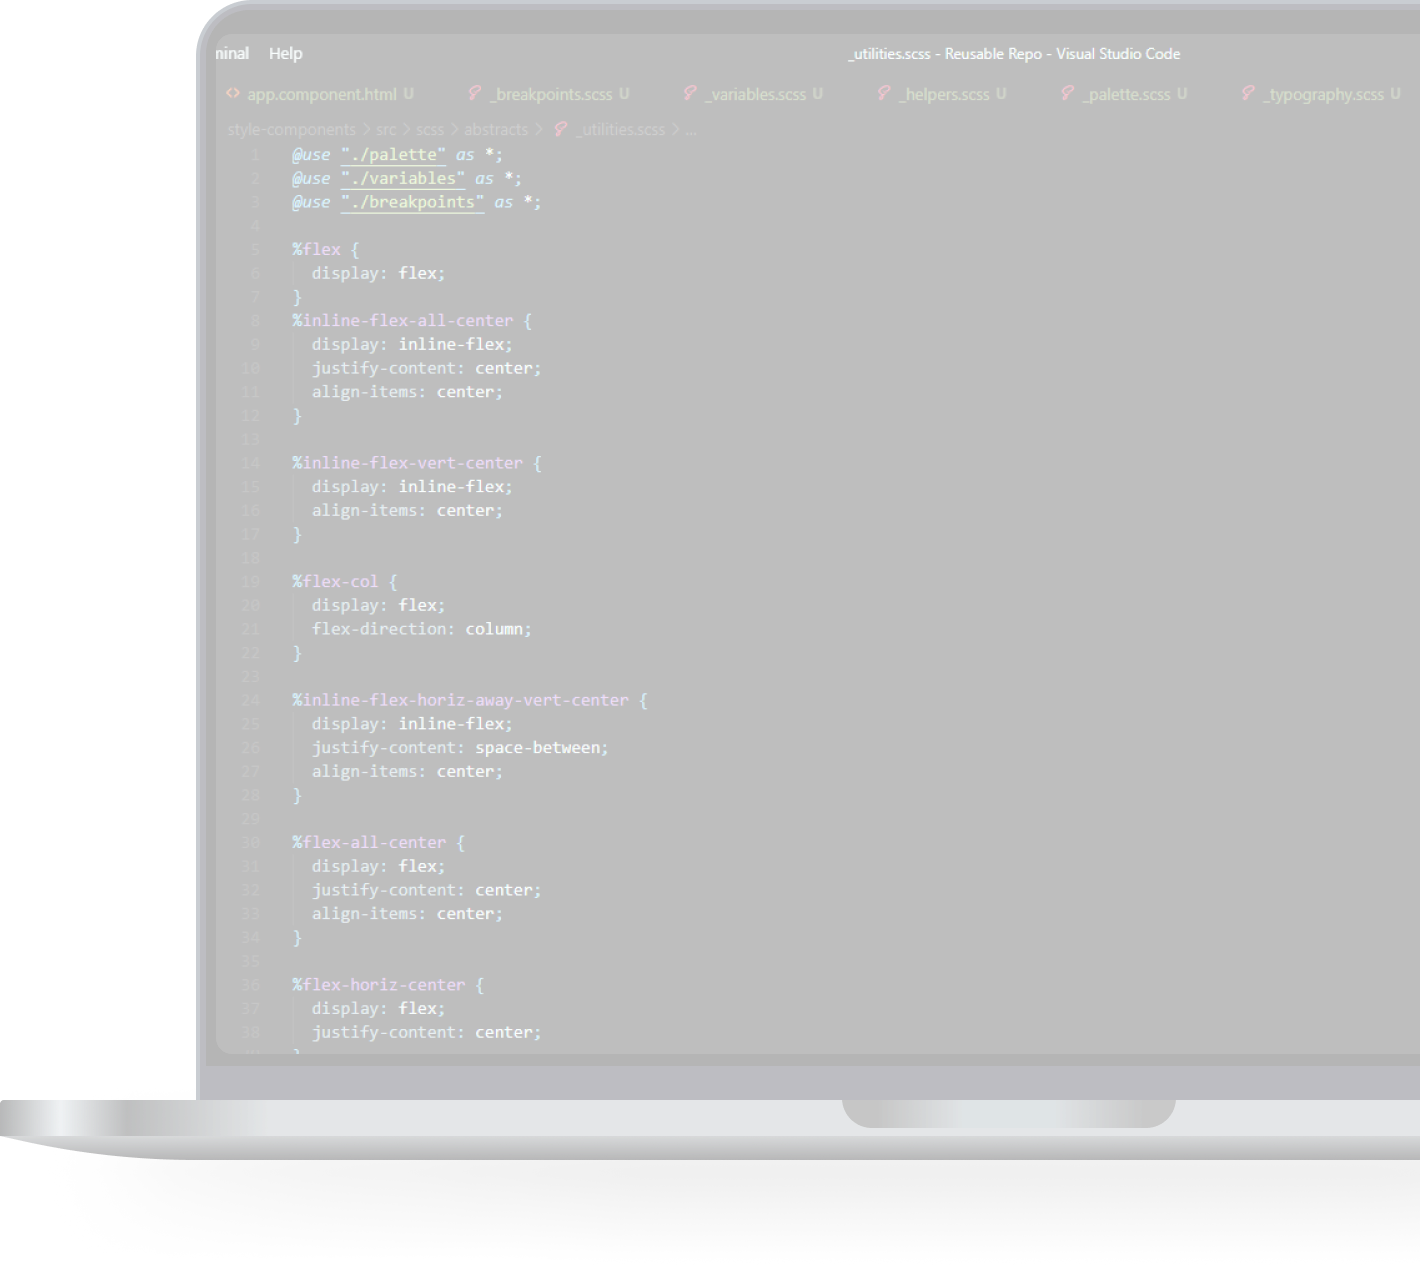 minal Help _utilities.scss - Reusable Repo - Visual Studio Code
app.component.html U _breakpoints.scss U _variables.scss U _helpers.scss U _palette.scss U _typography.scss U
style-components > src > scss > abstracts > _utilities.scss > ...
1 @use "./palette" as *;
2 @use "./variables" as *;
3 @use "./breakpoints" as *;
4
5 %flex {
6 display: flex;
7 }
8 %inline-flex-all-center {
9 display: inline-flex;
10 justify-content: center;
11 align-items: center;
12 }
13
14 %inline-flex-vert-center {
15 display: inline-flex;
16 align-items: center;
17 }
18
19 %flex-col {
20 display: flex;
21 flex-direction: column;
22 }
23
24 %inline-flex-horiz-away-vert-center {
25 display: inline-flex;
26 justify-content: space-between;
27 align-items: center;
28 }
29
30 %flex-all-center {
31 display: flex;
32 justify-content: center;
33 align-items: center;
34 }
35
36 %flex-horiz-center {
37 display: flex;
38 justify-content: center;